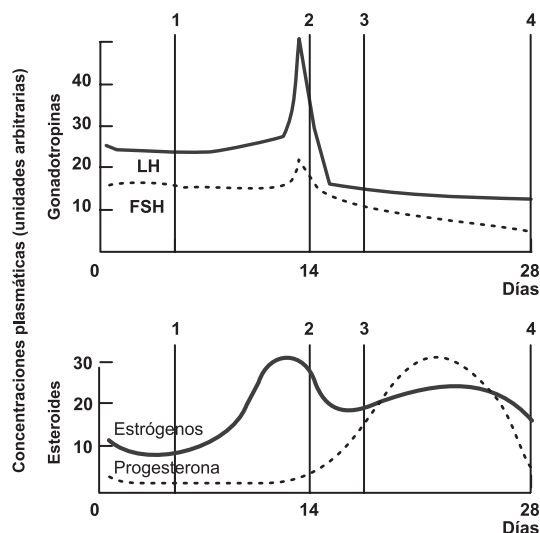 Concentraciones plasmáticas (unidades arbitrarias)
1 2 3 4
Gonadotropinas
40
30
20
10
LH
FSH
0 14 28
Días
1 2 3 4
Esteroides
30
20
10
Estrógenos
Progesterona
0 14 28
Días